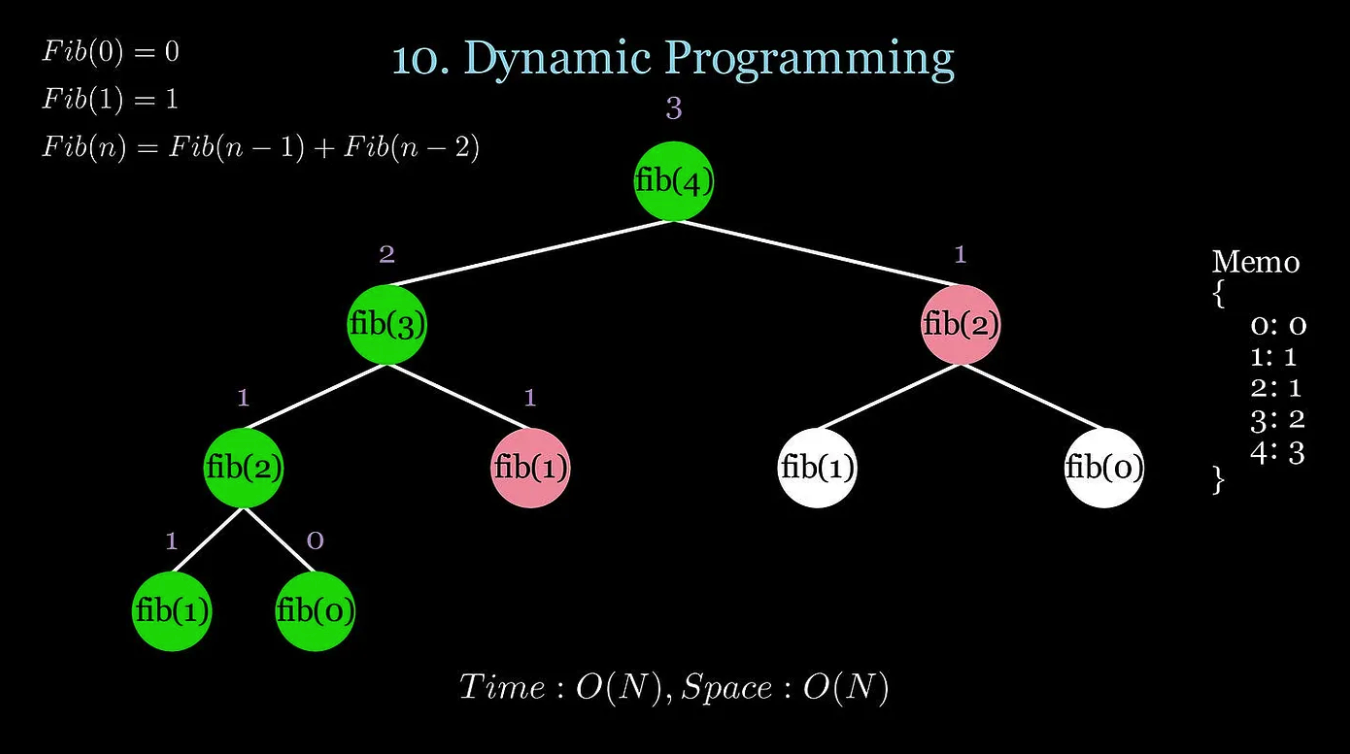 Fib(0) = 0
Fib(1) = 1
Fib(n) = Fib(n − 1) + Fib(n − 2)
10. Dynamic Programming
3
fib(4)
2
1
fib(3)
fib(2)
1
1
fib(2)
fib(1)
fib(1)
fib(0)
1
0
fib(1)
fib(0)
Memo
{
0: 0
1: 1
2: 1
3: 2
4: 3
}
Time : O(N), Space : O(N)